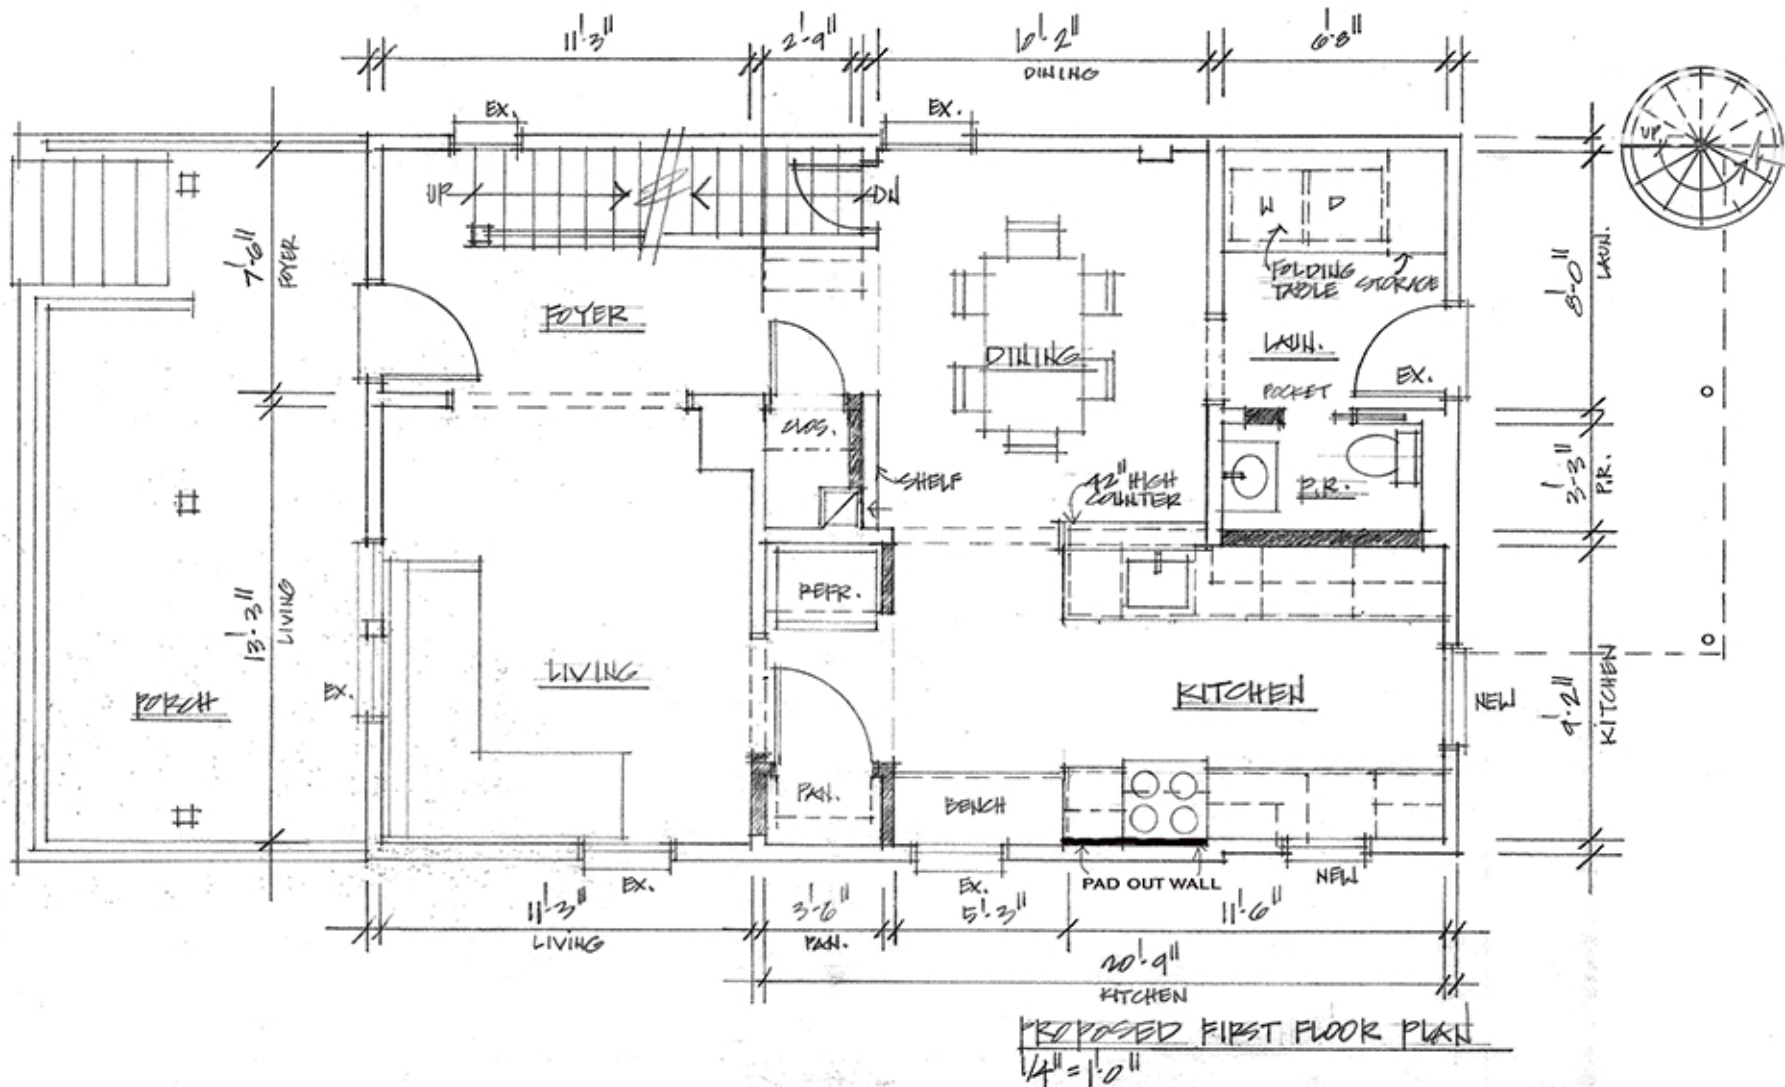 11'-3"
2'-9"
10'-2"
6'-8"
DINING
EX.
EX.
UP
UP
DN
W
D
7'-6"
FOYER
FOLDING
TABLE
STORAGE
8'-0"
LAUN.
FOYER
DINING
LAUN.
EX.
POCKET
CLOS.
SHELF
42" HIGH
COUNTER
P.R.
3'-3"
P.R.
REFR.
13'-3"
LIVING
LIVING
KITCHEN
EX.
PORCH
NEW
9'-2"
KITCHEN
PAN.
BENCH
EX.
EX.
PAD OUT WALL
NEW
11'-3"
LIVING
3'-6"
PAN.
5'-3"
11'-6"
20'-9"
KITCHEN
PROPOSED FIRST FLOOR PLAN
1/4" = 1'-0"